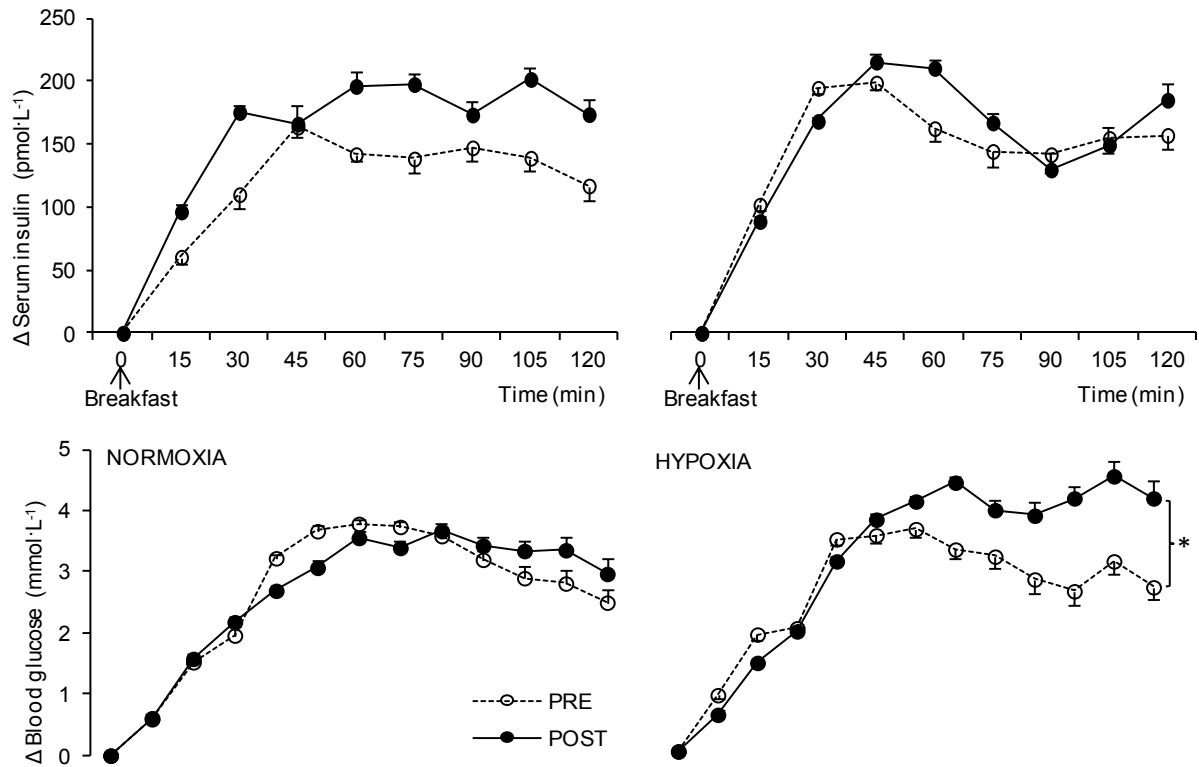 250
200
150
100
50
0
Δ Serum insulin (pmol·L-1)
0 15 30 45 60 75 90 105 120
Breakfast
Time (min)
0 15 30 45 60 75 90 105 120
Breakfast
Time (min)
5
4
3
2
1
0
Δ Blood glucose (mmol·L-1)
NORMOXIA
PRE
POST
HYPOXIA
*